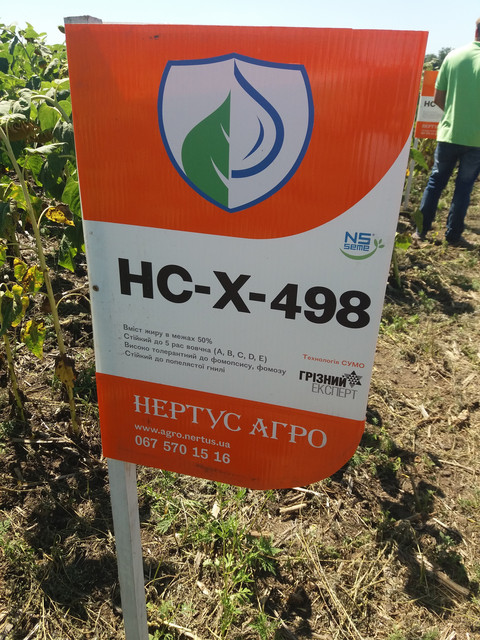 NS
seme
НС-Х-498
Вміст жиру в межах 50%
Стійкий до 5 рас вовчка (A, B, C, D, E)
Високо толерантний до фомопсису, фомозу
Стійкий до попелястої гнилі
Технологія СУМО
ГРІЗНИЙ
ЕКСПЕРТ
НЕРТУС АГРО
www.agro.nertus.ua
067 570 15 16
НС